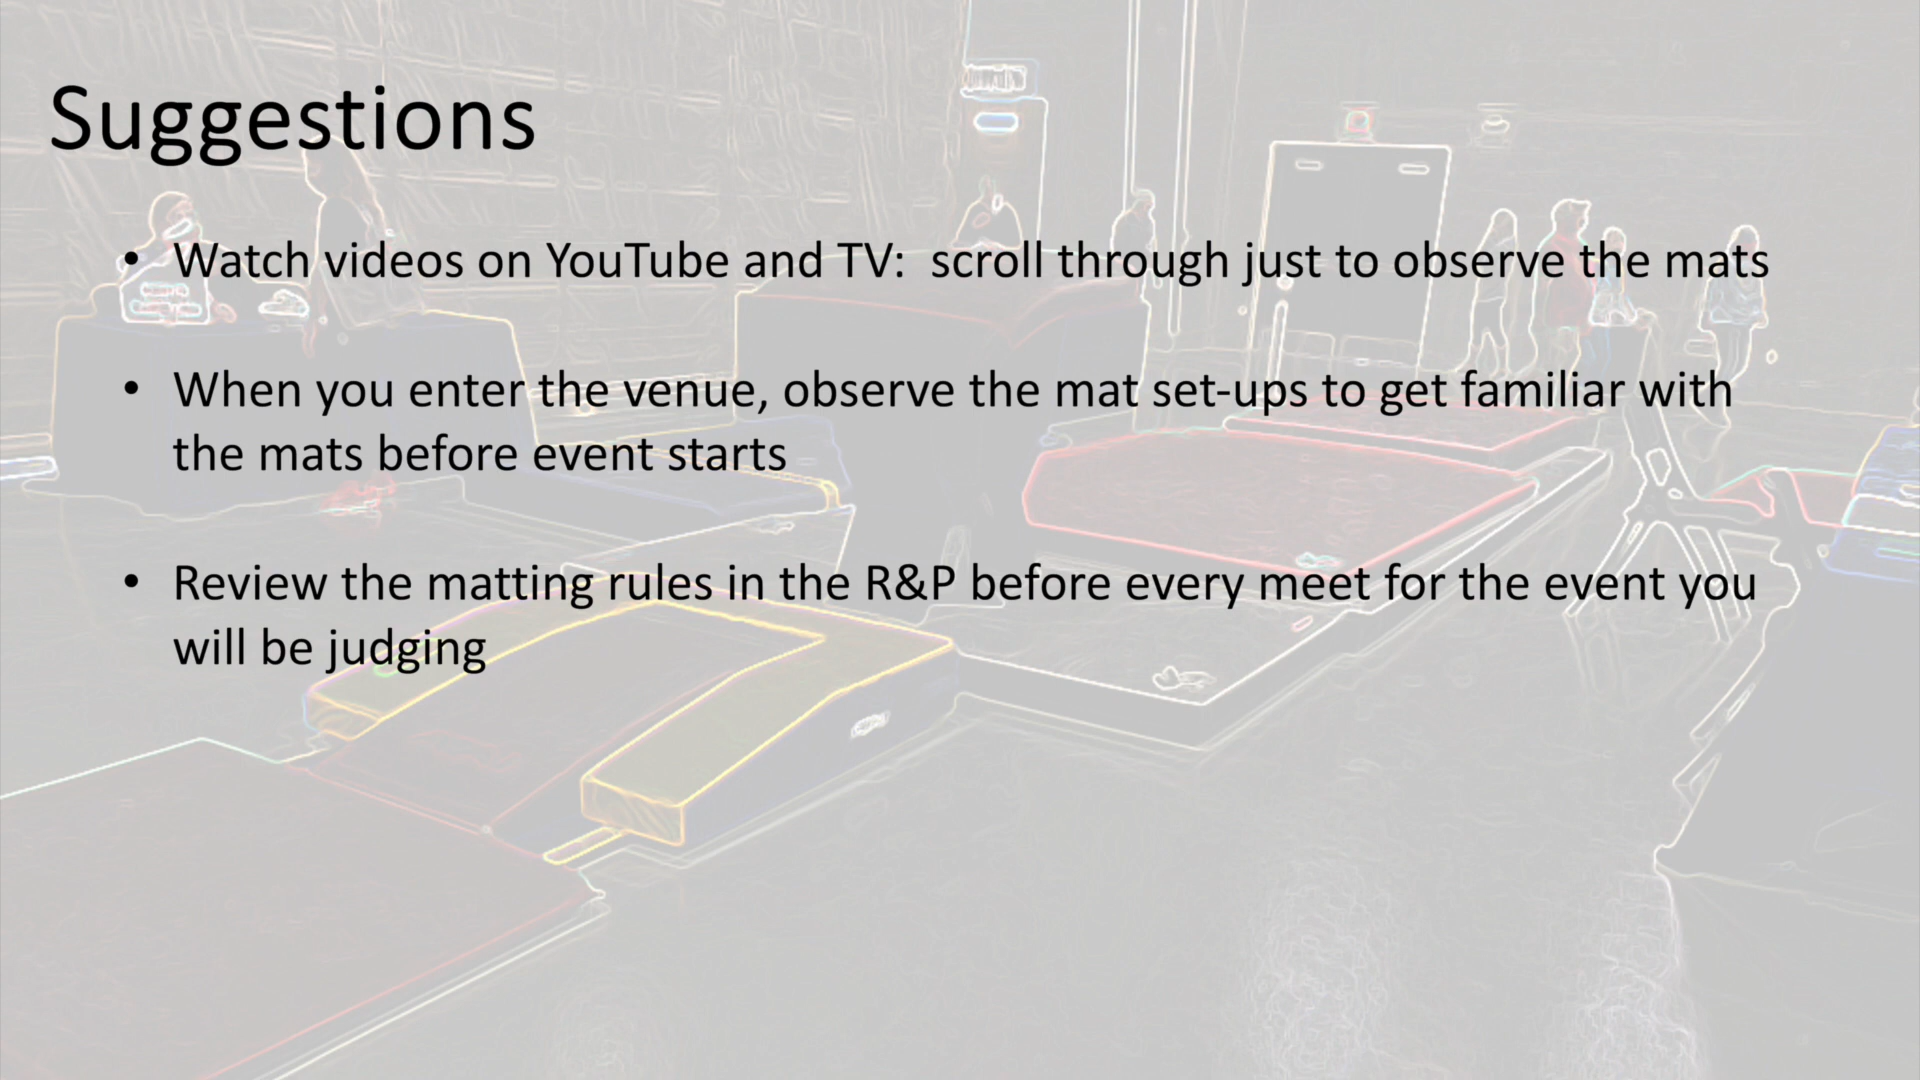 Suggestions
• Watch videos on YouTube and TV:  scroll through just to observe the mats
• When you enter the venue, observe the mat set-ups to get familiar with
the mats before event starts
• Review the matting rules in the R&P before every meet for the event you
will be judging